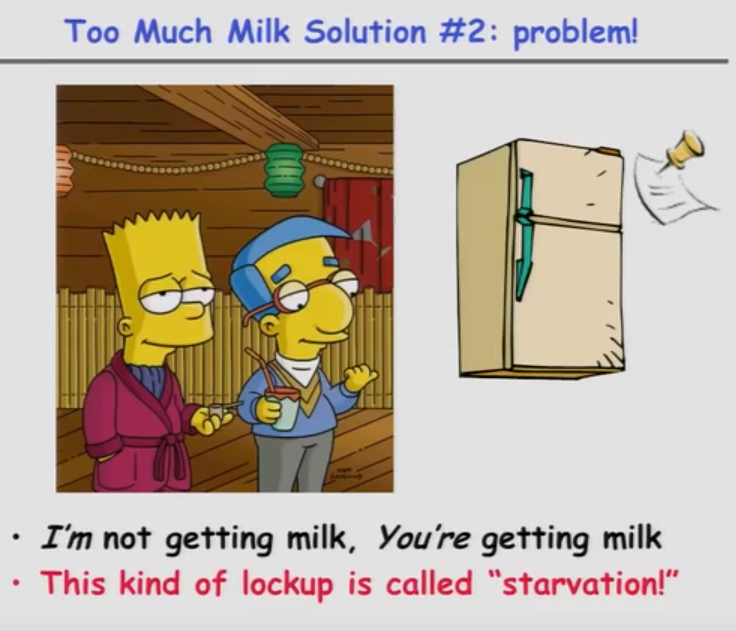 Too Much Milk Solution #2: problem!
• I'm not getting milk, You're getting milk
• This kind of lockup is called "starvation!"